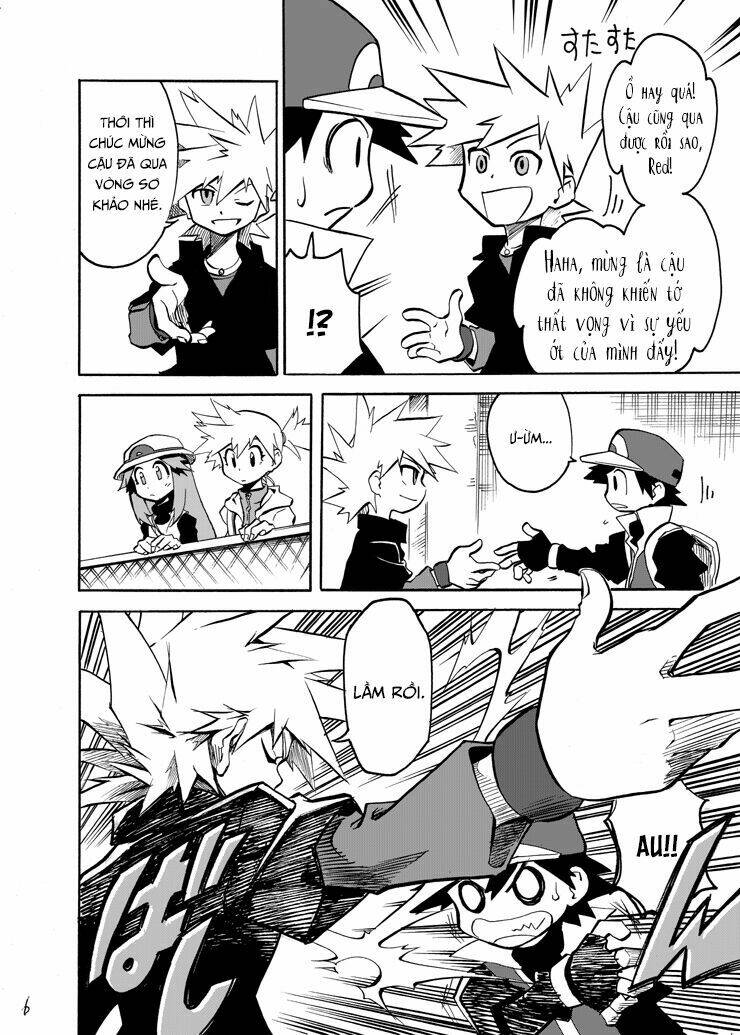 すたすた
Ồ HAY QUÁ!
CẬU CŨNG QUA
ĐƯỢC RỒI SAO,
RED!
HAHA, MỪNG LÀ CẬU
ĐÃ KHÔNG KHIẾN TỚ
THẤT VỌNG VÌ SỰ YẾU
ỚT CỦA MÌNH ĐẤY!
!?
THÔI THÌ
CHÚC MỪNG
CẬU ĐÃ QUA
VÒNG SƠ
KHẢO NHÉ.
Ư-ỪM...
LẦM RỒI.
AU!!
ばし
6